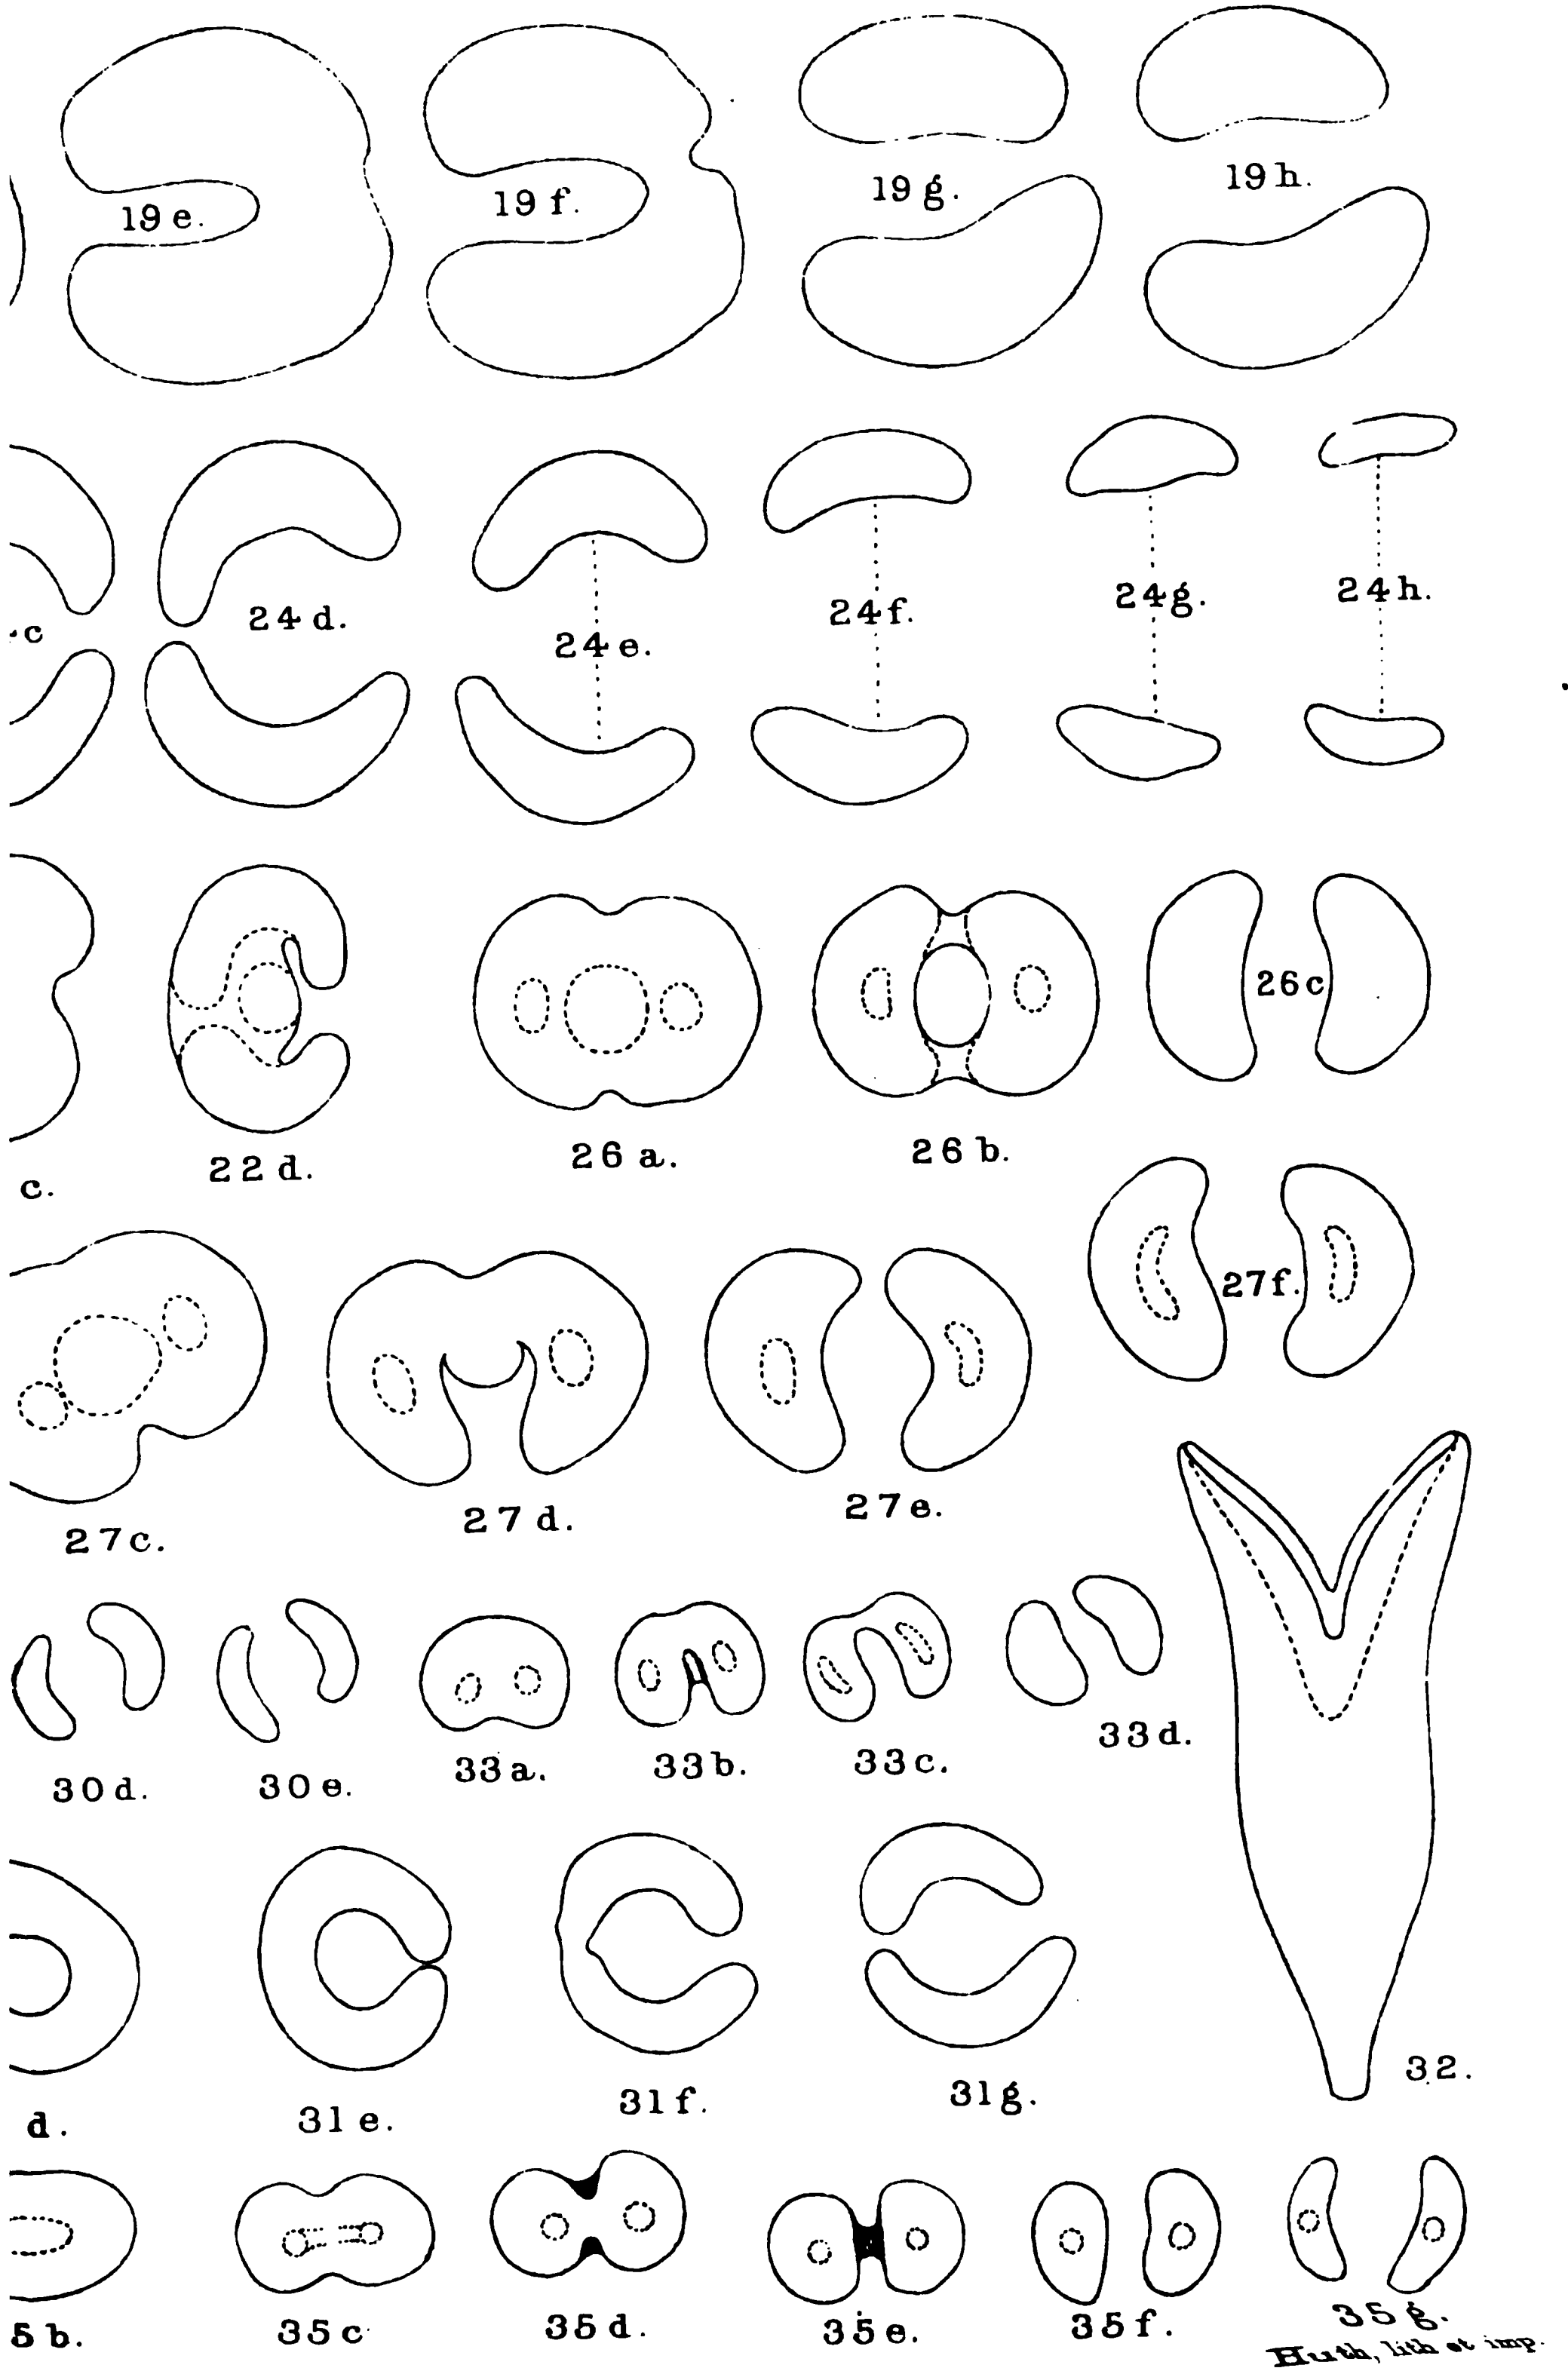 19 e.
19 f.
19 g.
19 h.
c
24 d.
24 e.
24 f.
24 g.
24 h.
c.
22 d.
26 a.
26 b.
26 c
27 c.
27 d.
27 e.
27 f.
30 d.
30 e.
33 a.
33 b.
33 c.
33 d.
d.
31 e.
31 f.
31 g.
32.
5 b.
35 c
35 d.
35 e.
35 f.
35 g.
Huth, lith et imp.